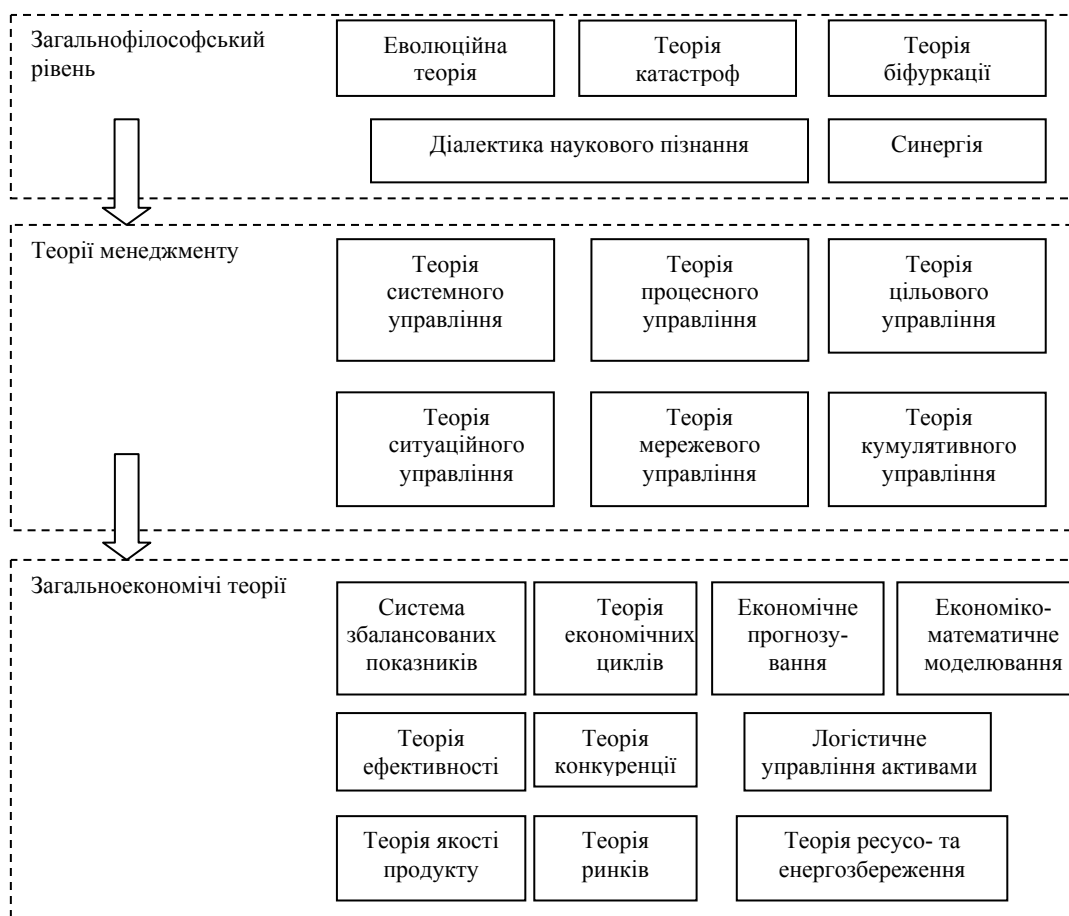 Загальнофілософський
рівень
Еволюційна
теорія
Теорія
катастроф
Теорія
біфуркації
Діалектика наукового пізнання
Синергія
Теорії менеджменту
Теорія
системного
управління
Теорія
процесного
управління
Теорія
цільового
управління
Теорія
ситуаційного
управління
Теорія
мережевого
управління
Теорія
кумулятивного
управління
Загальноекономічі теорії
Система
збалансованих
показників
Теорія
економічних
циклів
Економічне
прогнозу-
вання
Економіко-
математичне
моделювання
Теорія
ефективності
Теорія
конкуренції
Логістичне
управління активами
Теорія якості
продукту
Теорія
ринків
Теорія ресусо- та
енергозбереження